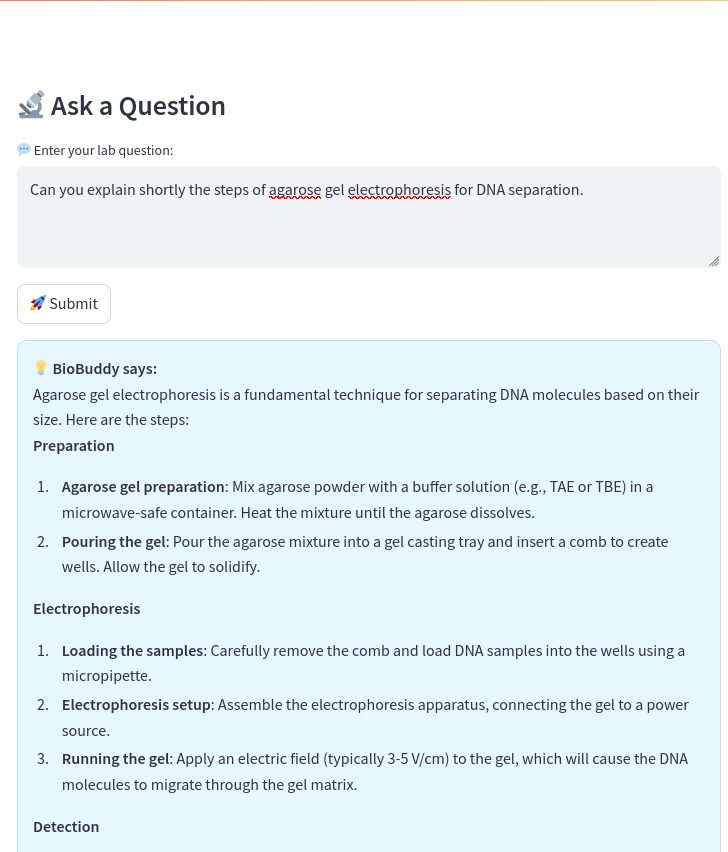 Ask a Question
Enter your lab question:
Can you explain shortly the steps of agarose gel electrophoresis for DNA separation.
Submit
BioBuddy says:
Agarose gel electrophoresis is a fundamental technique for separating DNA molecules based on their
size. Here are the steps:
Preparation
1. Agarose gel preparation: Mix agarose powder with a buffer solution (e.g., TAE or TBE) in a
microwave-safe container. Heat the mixture until the agarose dissolves.
2. Pouring the gel: Pour the agarose mixture into a gel casting tray and insert a comb to create
wells. Allow the gel to solidify.
Electrophoresis
1. Loading the samples: Carefully remove the comb and load DNA samples into the wells using a
micropipette.
2. Electrophoresis setup: Assemble the electrophoresis apparatus, connecting the gel to a power
source.
3. Running the gel: Apply an electric field (typically 3-5 V/cm) to the gel, which will cause the DNA
molecules to migrate through the gel matrix.
Detection